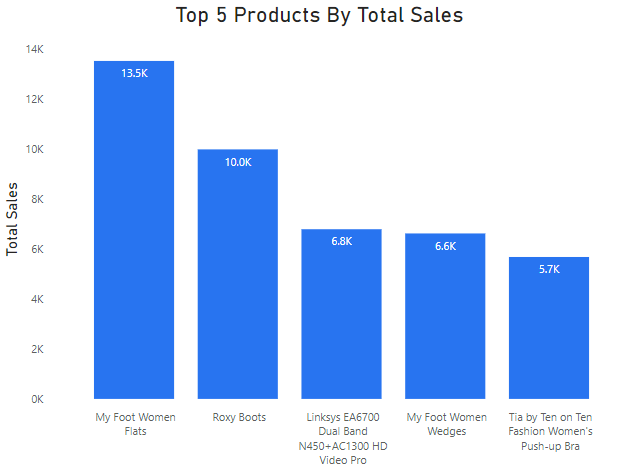 Top 5 Products By Total Sales
Total Sales
14K
12K
10K
8K
6K
4K
2K
0K
13.5K
10.0K
6.8K
6.6K
5.7K
My Foot Women
Flats
Roxy Boots
Linksys EA6700
Dual Band
N450+AC1300 HD
Video Pro
My Foot Women
Wedges
Tia by Ten on Ten
Fashion Women's
Push-up Bra